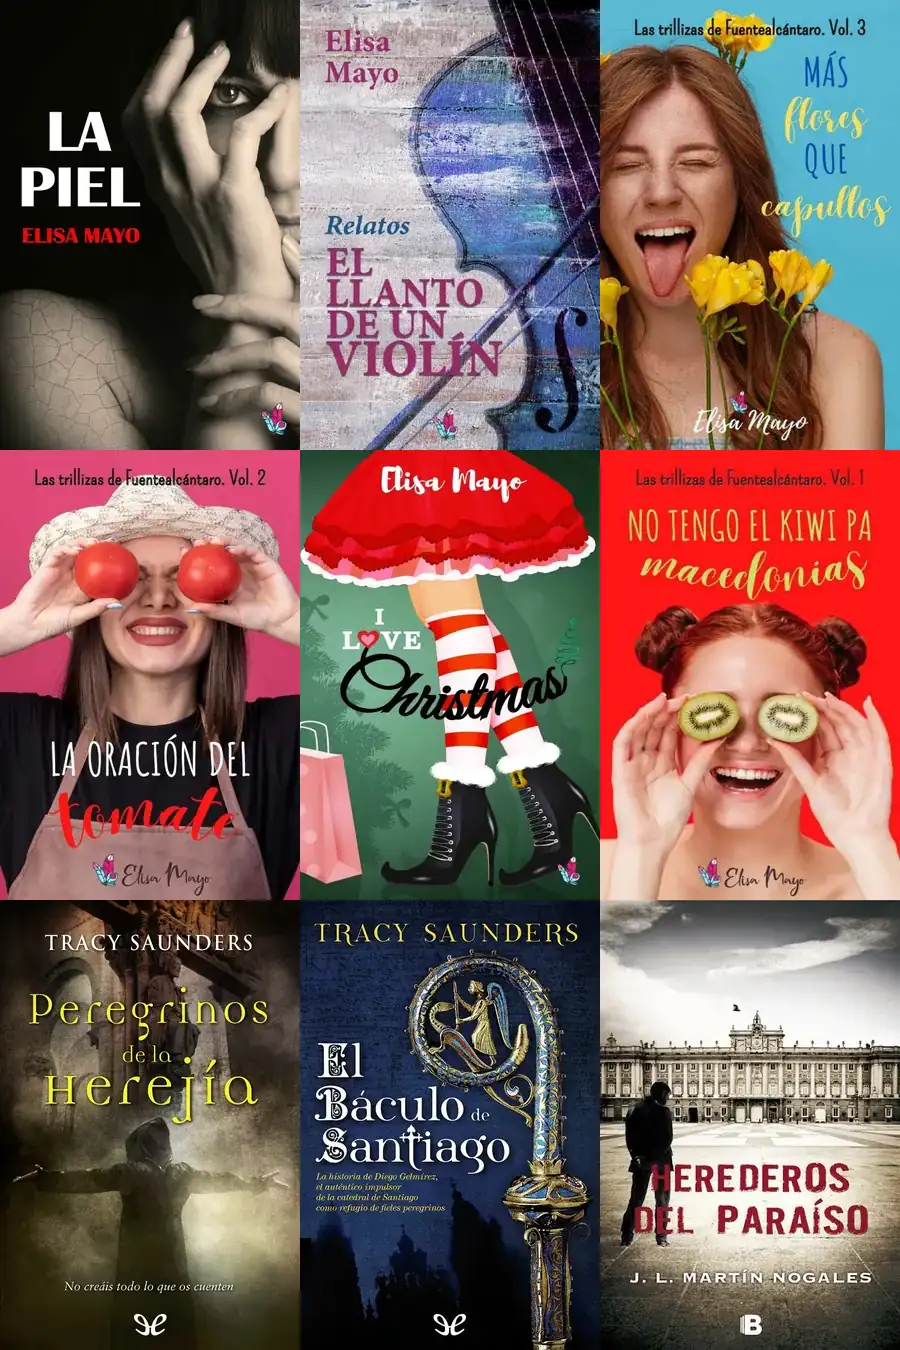 LA
PIEL
ELISA MAYO
Elisa
Mayo
Relatos
EL
LLANTO
DE UN
VIOLÍN
Las trillizas de Fuentealcántaro. Vol. 3
MÁS
flores
QUE
capullos
Elisa Mayo
Las trillizas de Fuentealcántaro. Vol. 2
LA ORACIÓN DEL
tomate
Elisa Mayo
Elisa Mayo
I
LOVE
Christmas
Las trillizas de Fuentealcántaro. Vol. 1
NO TENGO EL KIWI PA
macedonias
Elisa Mayo
TRACY SAUNDERS
Peregrinos
de la
Herejía
No creáis todo lo que os cuenten
TRACY SAUNDERS
El
Báculo de
Santiago
La historia de Diego Gelmírez,
el auténtico impulsor
de la catedral de Santiago
como refugio de fieles peregrinos
HEREDEROS
DEL PARAÍSO
J. L. MARTÍN NOGALES
B